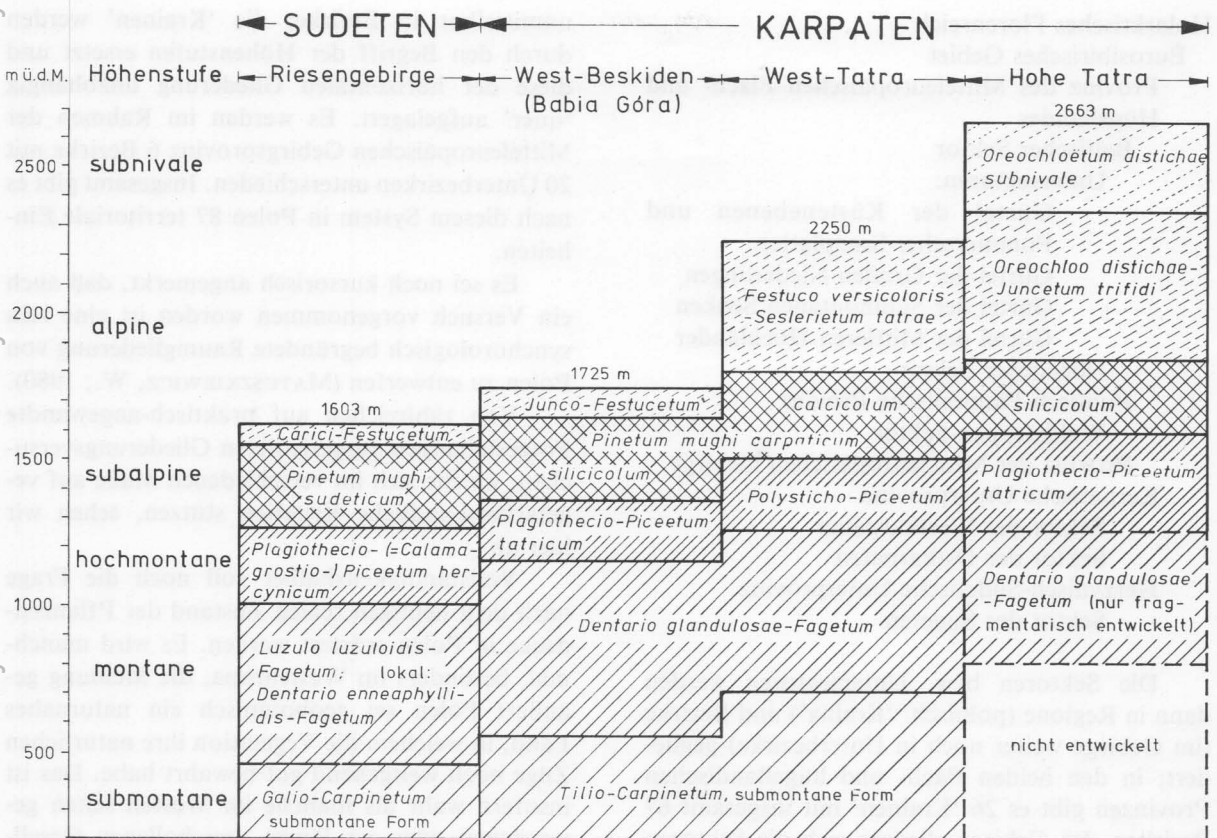 SUDETEN KARPATEN
m ü.d.M. Höhenstufe Riesengebirge West-Beskiden West-Tatra Hohe Tatra
(Babia Góra)
2663 m
2500 subnivale
Oreochloëtum distichae
subnivale
2250 m
Oreochloo distichae-
Juncetum trifidi
Festuco versicoloris
-Seslerietum tatrae
2000 alpine
1725 m
1603 m
Junco-Festucetum
calcicolum
silicicolum
Carici-Festucetum
Pinetum mughi carpaticum
1500 subalpine
Pinetum mughi
sudeticum
silicicolum
Plagiothecio-Piceetum
tatricum
Polysticho-Piceetum
Plagiothecio-Piceetum
tatricum
hochmontane
Plagiothecio- (=Calama-
grostio-) Piceetum her-
cynicum
1000
Dentario glandulosae
-Fagetum (nur frag-
mentarisch entwickelt)
Dentario glandulosae-Fagetum
montane
Luzulo luzuloidis
-Fagetum; lokal:
Dentario enneaphylli-
dis-Fagetum
500
nicht entwickelt
submontane
Galio-Carpinetum
submontane Form
Tilio-Carpinetum, submontane Form